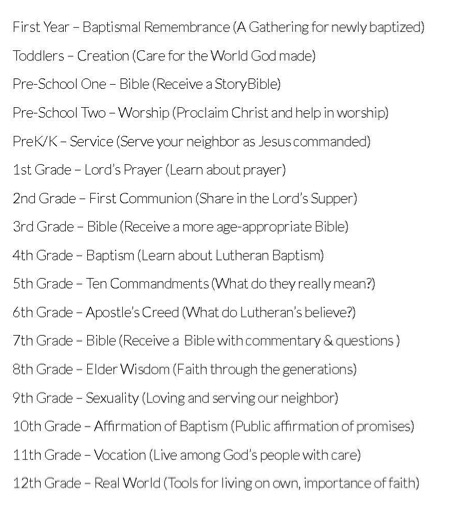 First Year – Baptismal Remembrance (A Gathering for newly baptized)
Toddlers – Creation (Care for the World God made)
Pre-School One – Bible (Receive a StoryBible)
Pre-School Two – Worship (Proclaim Christ and help in worship)
PreK/K – Service (Serve your neighbor as Jesus commanded)
1st Grade – Lord's Prayer (Learn about prayer)
2nd Grade – First Communion (Share in the Lord's Supper)
3rd Grade – Bible (Receive a more age-appropriate Bible)
4th Grade – Baptism (Learn about Lutheran Baptism)
5th Grade – Ten Commandments (What do they really mean?)
6th Grade – Apostle's Creed (What do Lutheran's believe?)
7th Grade – Bible (Receive a Bible with commentary & questions )
8th Grade – Elder Wisdom (Faith through the generations)
9th Grade – Sexuality (Loving and serving our neighbor)
10th Grade – Affirmation of Baptism (Public affirmation of promises)
11th Grade – Vocation (Live among God's people with care)
12th Grade – Real World (Tools for living on own, importance of faith)